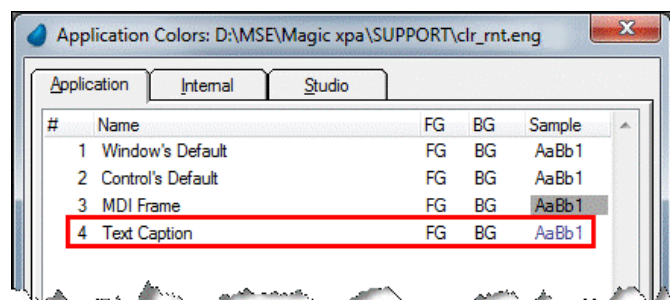 Application Colors: D:\MSE\Magic xpa\SUPPORT\clr_rnt.eng
Application Internal Studio
# Name FG BG Sample
1 Window's Default FG BG AaBb1
2 Control's Default FG BG AaBb1
3 MDI Frame FG BG AaBb1
4 Text Caption FG BG AaBb1